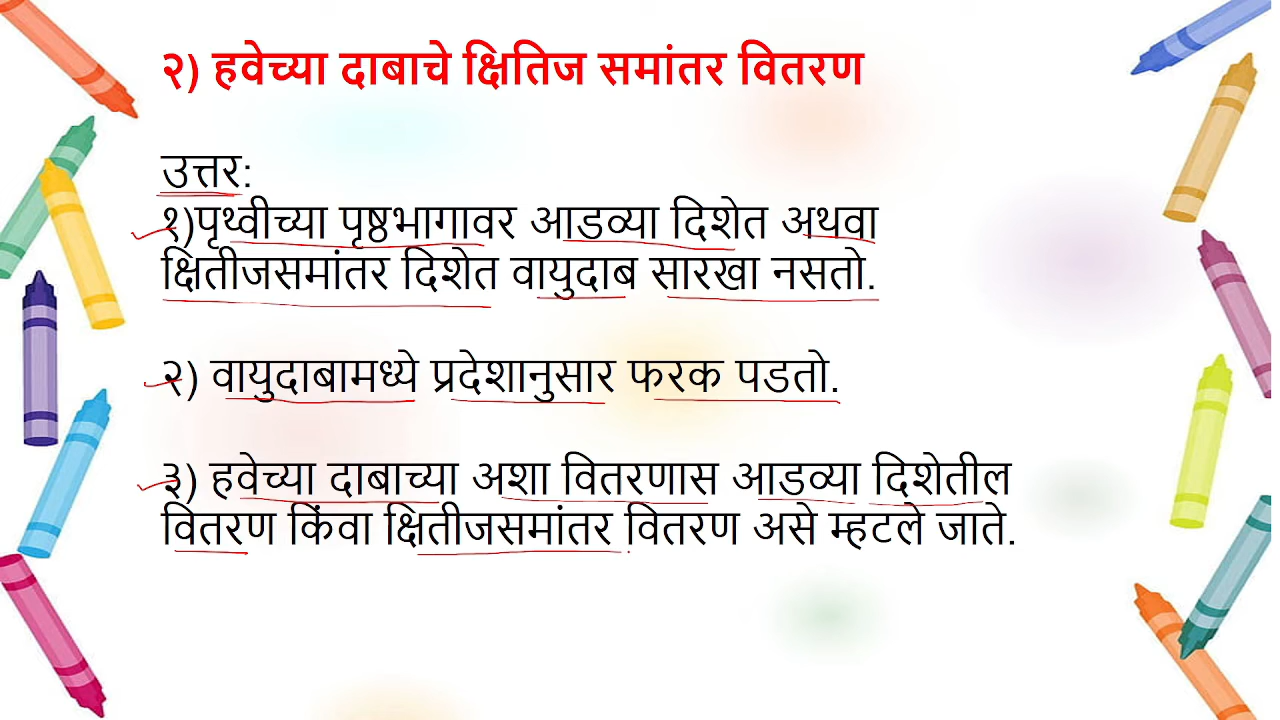 २) हवेच्या दाबाचे क्षितिज समांतर वितरण
उत्तर:
१)पृथ्वीच्या पृष्ठभागावर आडव्या दिशेत अथवा
क्षितीजसमांतर दिशेत वायुदाब सारखा नसतो.
२) वायुदाबामध्ये प्रदेशानुसार फरक पडतो.
३) हवेच्या दाबाच्या अशा वितरणास आडव्या दिशेतील
वितरण किंवा क्षितीजसमांतर वितरण असे म्हटले जाते.